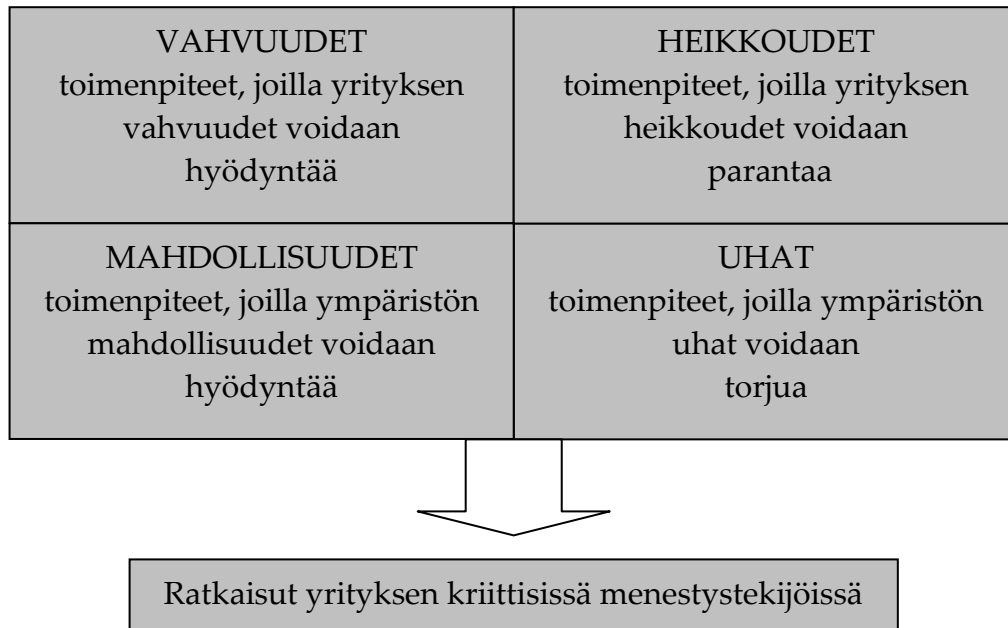 VAHVUUDET
toimenpiteet, joilla yrityksen
vahvuudet voidaan
hyödyntää
HEIKKOUDET
toimenpiteet, joilla yrityksen
heikkoudet voidaan
parantaa
MAHDOLLISUUDET
toimenpiteet, joilla ympäristön
mahdollisuudet voidaan
hyödyntää
UHAT
toimenpiteet, joilla ympäristön
uhat voidaan
torjua
Ratkaisut yrityksen kriittisissä menestystekijöissä